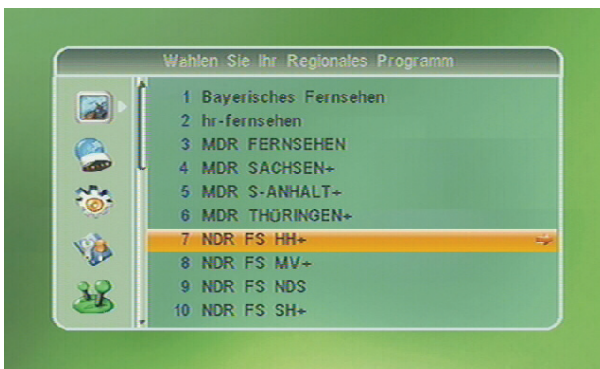 Wahlen Sie Ihr Regionales Programm
1 Bayerisches Fernsehen
2 hr-fernsehen
3 MDR FERNSEHEN
4 MDR SACHSEN+
5 MDR S-ANHALT+
6 MDR THÜRINGEN+
7 NDR FS HH+
8 NDR FS MV+
9 NDR FS NDS
10 NDR FS SH+